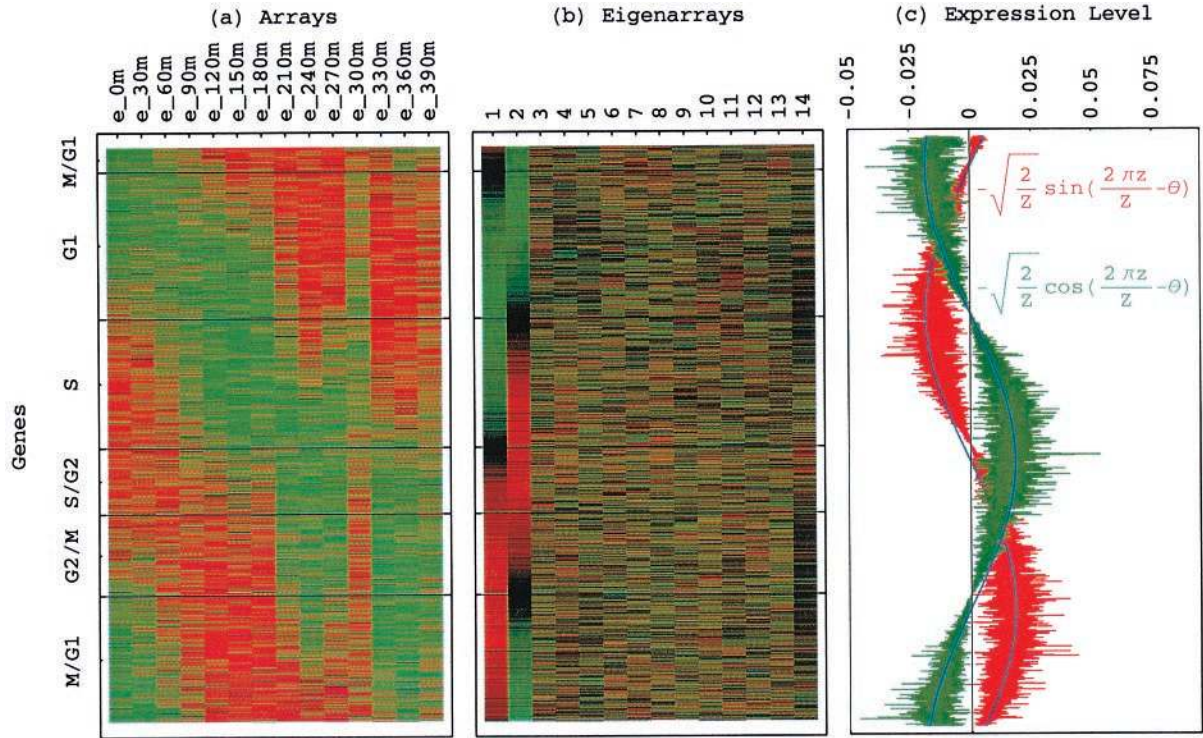 (a) Arrays
e_0m
e_30m
e_60m
e_90m
e_120m
e_150m
e_180m
e_210m
e_240m
e_270m
e_300m
e_330m
e_360m
e_390m
Genes
M/G1
G1
S
S/G2
G2/M
M/G1
(b) Eigenarrays
1
2
3
4
5
6
7
8
9
10
11
12
13
14
(c) Expression Level
-0.05
-0.025
0
0.025
0.05
0.075
-√(2/Z) sin(2πz/Z -θ)
-√(2/Z) cos(2πz/Z -θ)